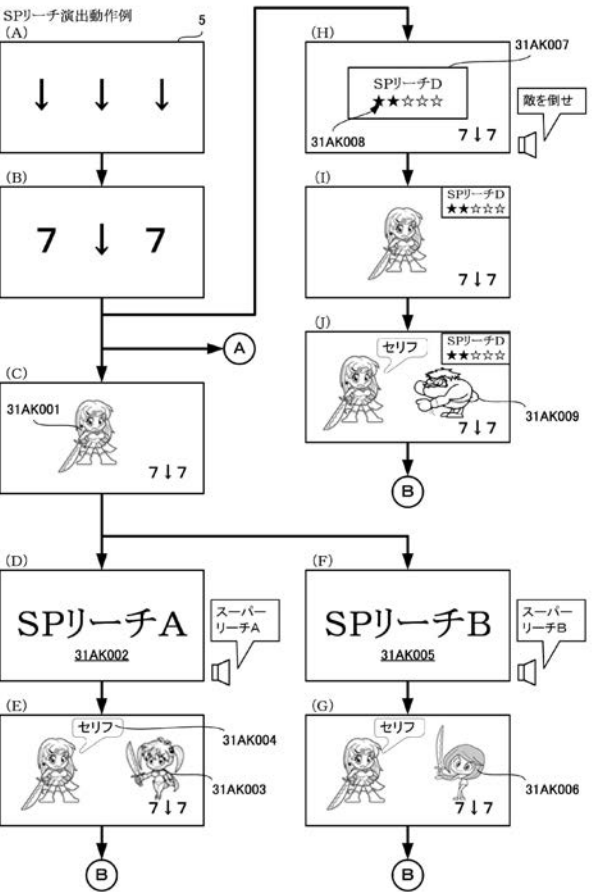 SPリーチ演出動作例
(A)
5
↓ ↓ ↓
(B)
7 ↓ 7
A
(C)
31AK001
7↓7
(D)
SPリーチA
31AK002
スーパー
リーチA
(E)
セリフ
31AK004
31AK003
7↓7
B
(F)
SPリーチB
31AK005
スーパー
リーチB
(G)
セリフ
31AK006
7↓7
B
(H)
31AK007
SPリーチD
★★☆☆☆
31AK008
7↓7
敵を倒せ
(I)
SPリーチD
★★☆☆☆
7↓7
(J)
セリフ
SPリーチD
★★☆☆☆
31AK009
7↓7
B